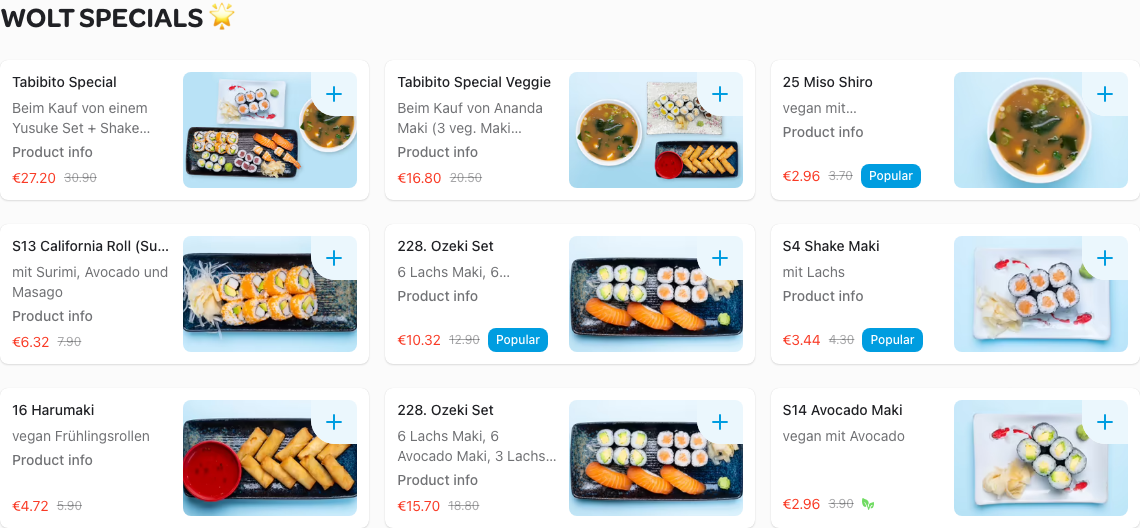 WOLT SPECIALS 🌟
Tabibito Special
Beim Kauf von einem
Yusuke Set + Shake...
Product info
€27.20 30.90
Tabibito Special Veggie
Beim Kauf von Ananda
Maki (3 veg. Maki...
Product info
€16.80 20.50
25 Miso Shiro
vegan mit...
Product info
€2.96 3.70 Popular
S13 California Roll (Su...
mit Surimi, Avocado und
Masago
Product info
€6.32 7.90
228. Ozeki Set
6 Lachs Maki, 6...
Product info
€10.32 12.90 Popular
S4 Shake Maki
mit Lachs
Product info
€3.44 4.30 Popular
16 Harumaki
vegan Frühlingsrollen
Product info
€4.72 5.90
228. Ozeki Set
6 Lachs Maki, 6
Avocado Maki, 3 Lachs...
Product info
€15.70 18.80
S14 Avocado Maki
vegan mit Avocado
€2.96 3.90